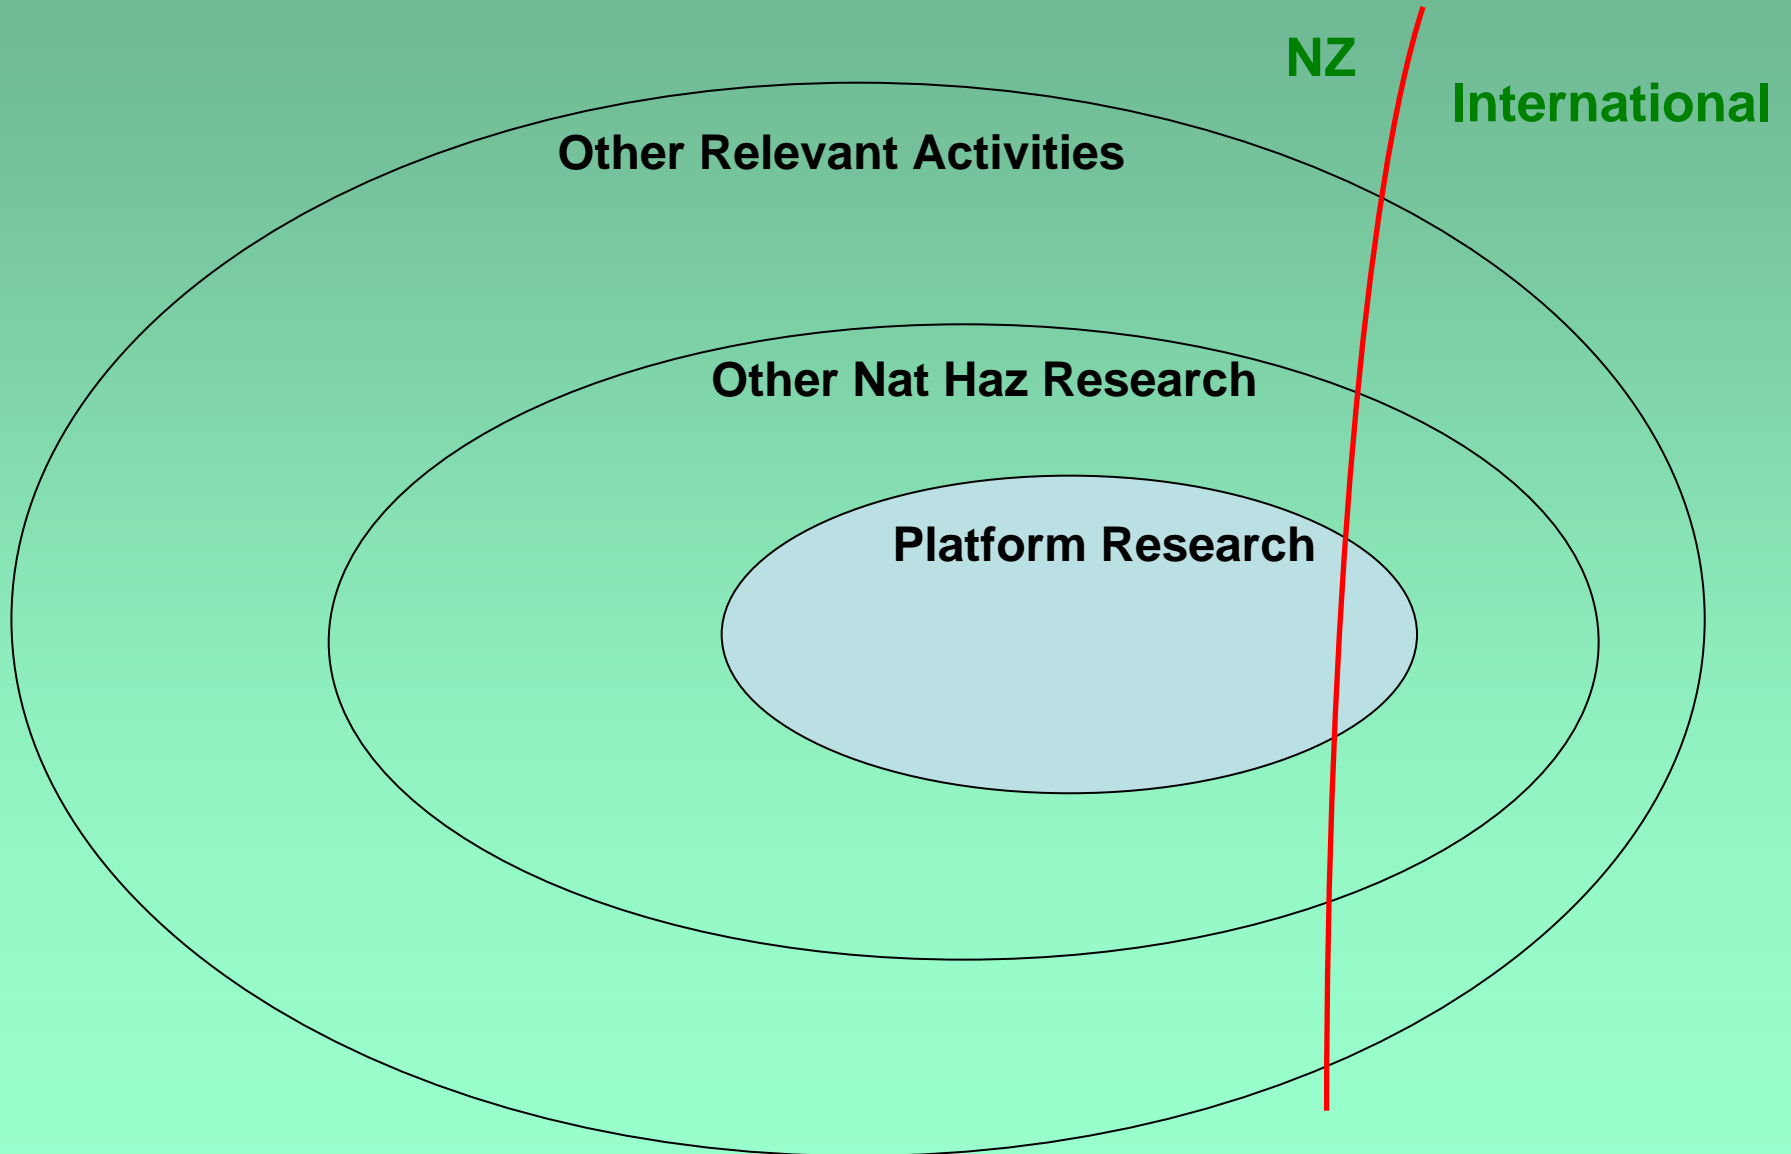 NZ
International
Other Relevant Activities
Other Nat Haz Research
Platform Research